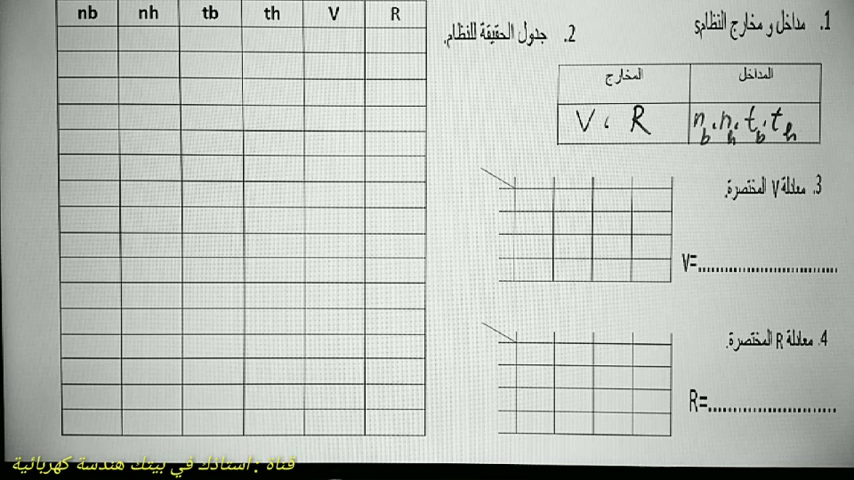 1. مداخل و مخارج النظام؟
المداخل المخارج
nb , nh , tb , th V , R
2. جدول الحقيقة للنظام.
nb nh tb th V R
3. معادلة V المختصرة.
V=..............................
4. معادلة R المختصرة.
R=............................
قناة : استاذك في بيتك هندسة كهربائية